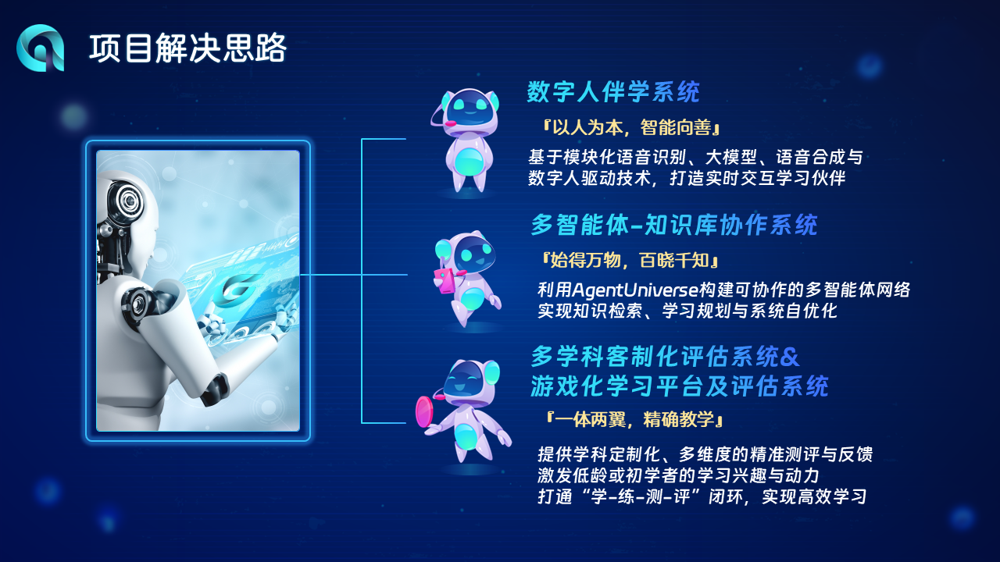 项目解决思路
数字人伴学系统
『以人为本，智能向善』
基于模块化语音识别、大模型、语音合成与
数字人驱动技术，打造实时交互学习伙伴
多智能体-知识库协作系统
『始得万物，百晓千知』
利用AgentUniverse构建可协作的多智能体网络
实现知识检索、学习规划与系统自优化
多学科客制化评估系统&
游戏化学习平台及评估系统
『一体两翼，精确教学』
提供学科定制化、多维度的精准测评与反馈
激发低龄或初学者的学习兴趣与动力
打通“学-练-测-评”闭环，实现高效学习